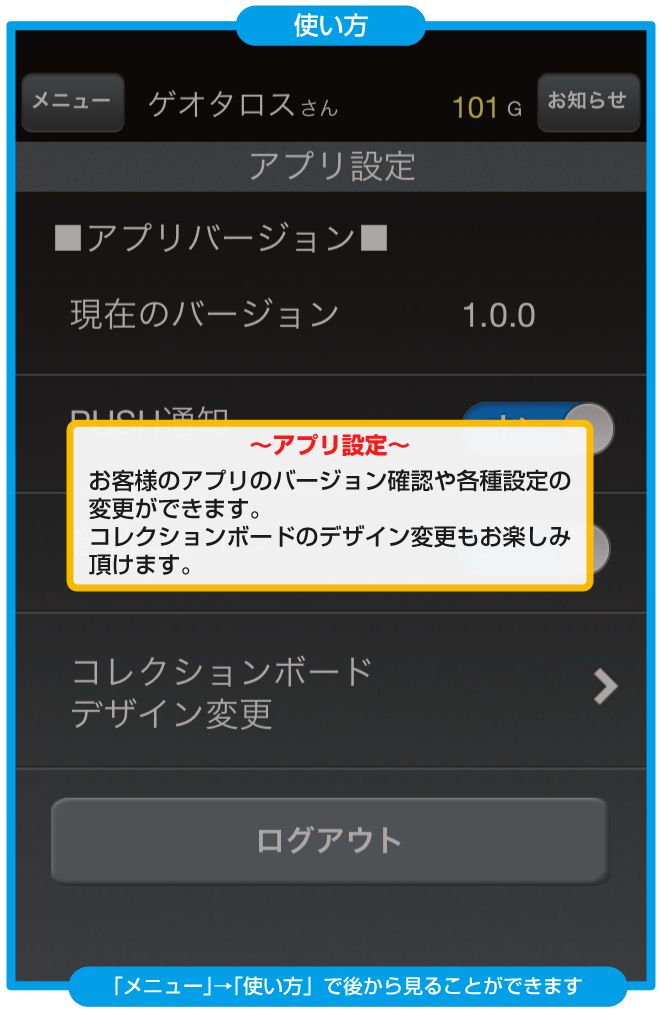 使い方
メニュー
ゲオタロスさん
101 G
お知らせ
アプリ設定
■アプリバージョン■
現在のバージョン 1.0.0
PUSH通知
～アプリ設定～
お客様のアプリのバージョン確認や各種設定の
変更ができます。
コレクションボードのデザイン変更もお楽しみ
頂けます。
コレクションボード
デザイン変更
ログアウト
「メニュー」→「使い方」で後から見ることができます